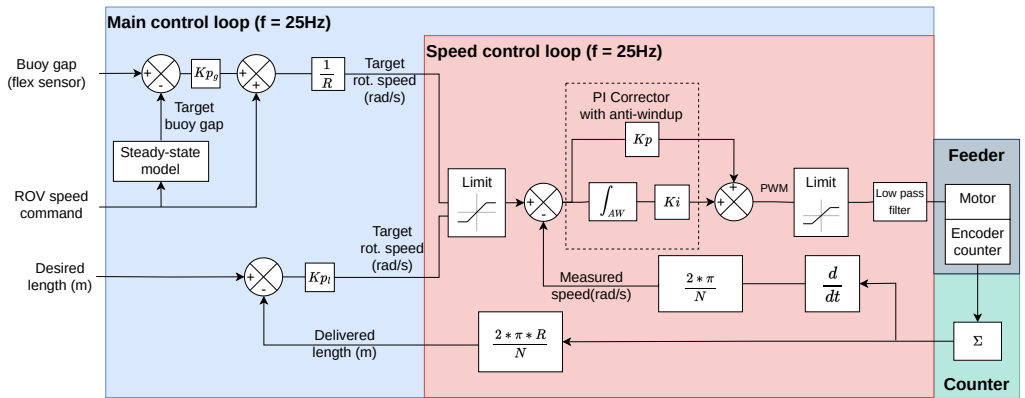 Main control loop (f = 25Hz)
Speed control loop (f = 25Hz)
Buoy gap
(flex sensor)
+
-
Kp_g
+
+
1
R
Target
rot. speed
(rad/s)
Target
buoy gap
Steady-state
model
ROV speed
command
PI Corrector
with anti-windup
Kp
Limit
+
-
∫_AW
Ki
+
+
PWM
Limit
Low pass
filter
Feeder
Motor
Encoder
counter
Desired
length (m)
+
-
Kp_l
Target
rot. speed
(rad/s)
Measured
speed(rad/s)
2 * π
N
d
dt
Delivered
length (m)
2 * π * R
N
Σ
Counter